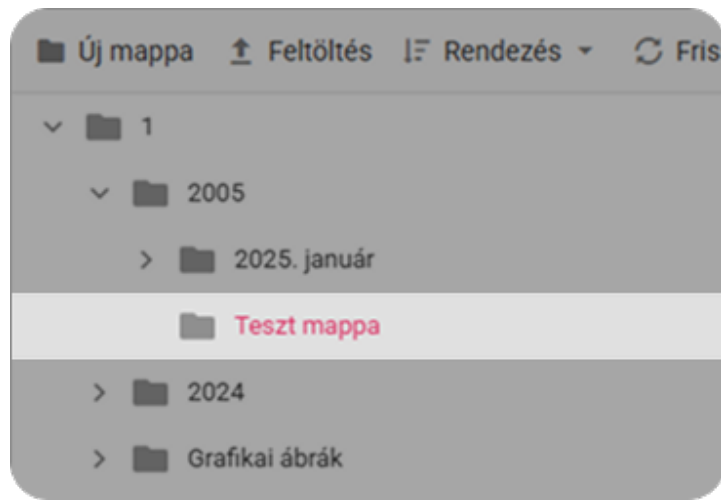 Új mappa Feltöltés Rendezés Fris
1
2005
2025. január
Teszt mappa
2024
Grafikai ábrák